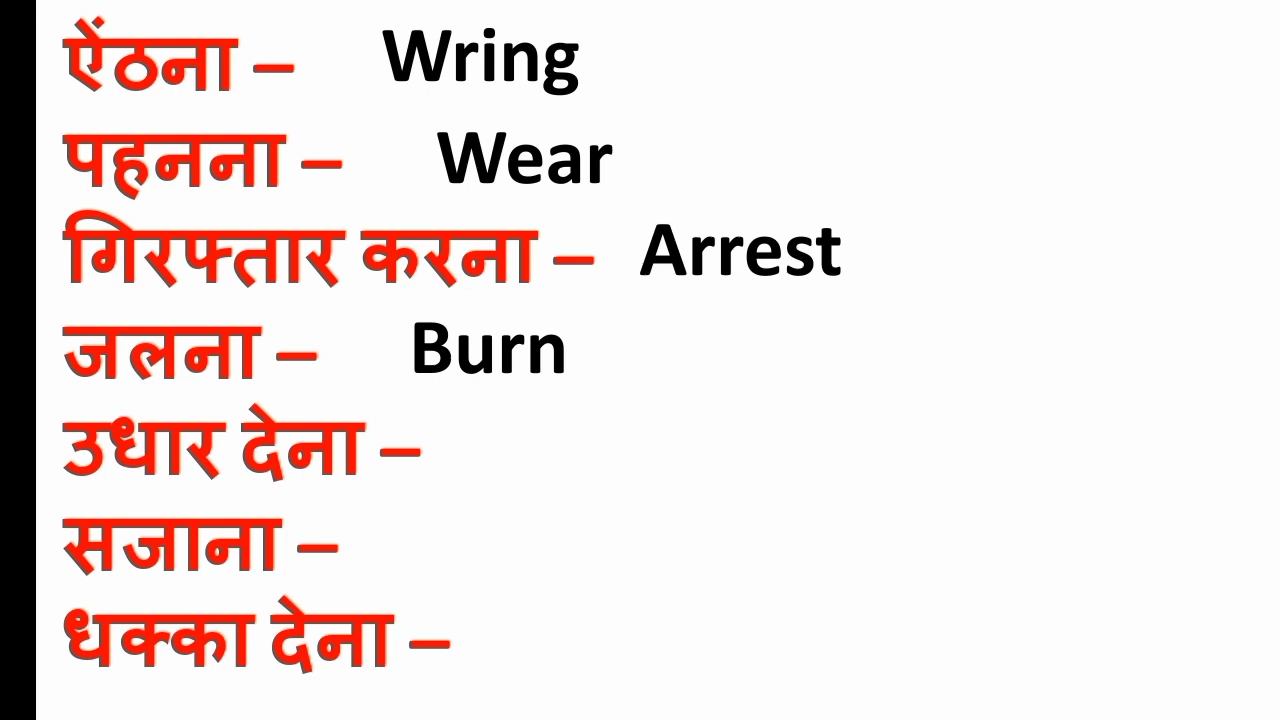 ऐंठना – Wring
पहनना – Wear
गिरफ्तार करना – Arrest
जलना – Burn
उधार देना –
सजाना –
धक्का देना –